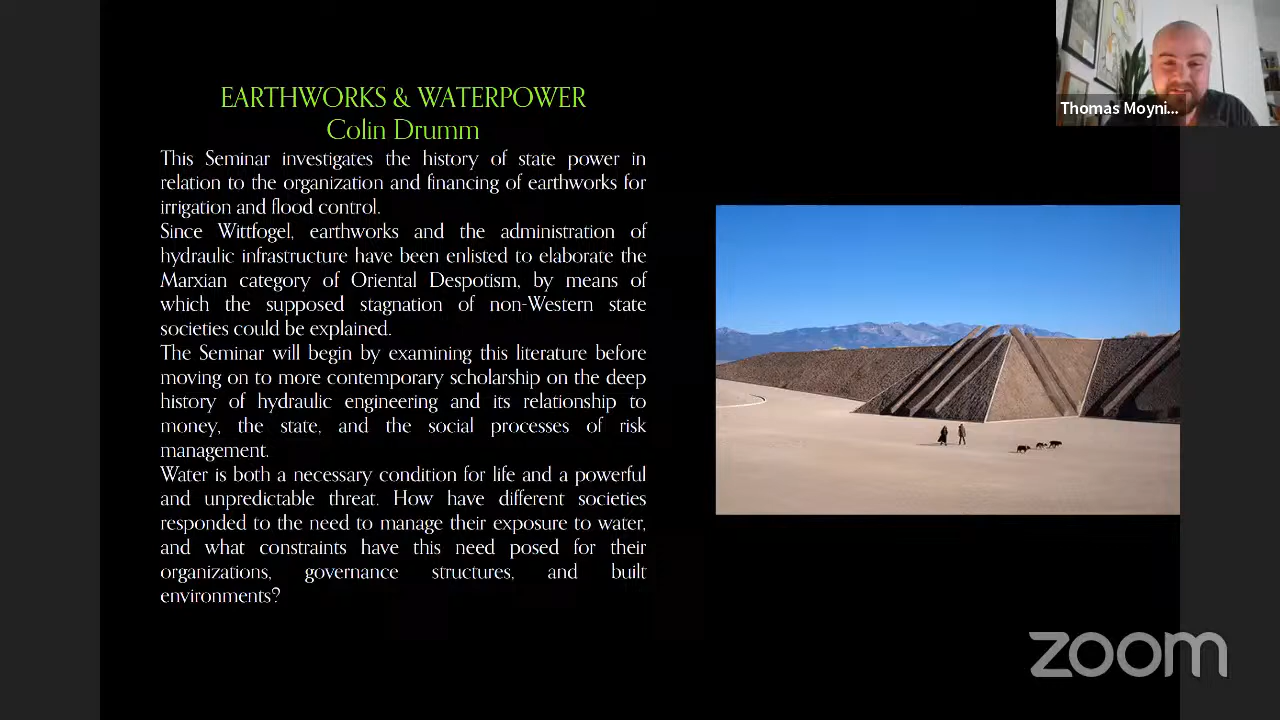 EARTHWORKS & WATERPOWER
Colin Drumm
This Seminar investigates the history of state power in
relation to the organization and financing of earthworks for
irrigation and flood control.
Since Wittfogel, earthworks and the administration of
hydraulic infrastructure have been enlisted to elaborate the
Marxian category of Oriental Despotism, by means of
which the supposed stagnation of non-Western state
societies could be explained.
The Seminar will begin by examining this literature before
moving on to more contemporary scholarship on the deep
history of hydraulic engineering and its relationship to
money, the state, and the social processes of risk
management.
Water is both a necessary condition for life and a powerful
and unpredictable threat. How have different societies
responded to the need to manage their exposure to water,
and what constraints have this need posed for their
organizations, governance structures, and built
environments?
Thomas Moyni...
zoom